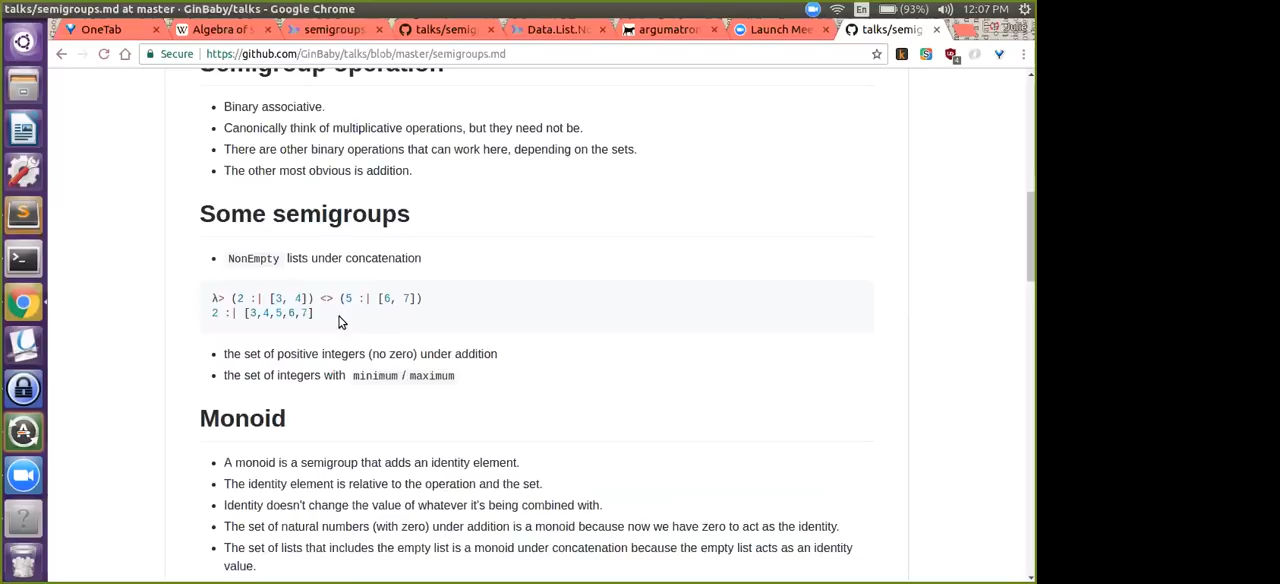 talks/semigroups.md at master · GinBaby/talks - Google Chrome
En (93%) 12:07 PM
OneTab
Algebra of s
semigroups
talks/semig
Data.List.N
argumatron
Launch Mee
talks/semig
Secure https://github.com/GinBaby/talks/blob/master/semigroups.md
Semigroup operation
Binary associative.
Canonically think of multiplicative operations, but they need not be.
There are other binary operations that can work here, depending on the sets.
The other most obvious is addition.
Some semigroups
NonEmpty lists under concatenation
λ> (2 :| [3, 4]) <> (5 :| [6, 7])
2 :| [3,4,5,6,7]
the set of positive integers (no zero) under addition
the set of integers with minimum / maximum
Monoid
A monoid is a semigroup that adds an identity element.
The identity element is relative to the operation and the set.
Identity doesn't change the value of whatever it's being combined with.
The set of natural numbers (with zero) under addition is a monoid because now we have zero to act as the identity.
The set of lists that includes the empty list is a monoid under concatenation because the empty list acts as an identity
value.